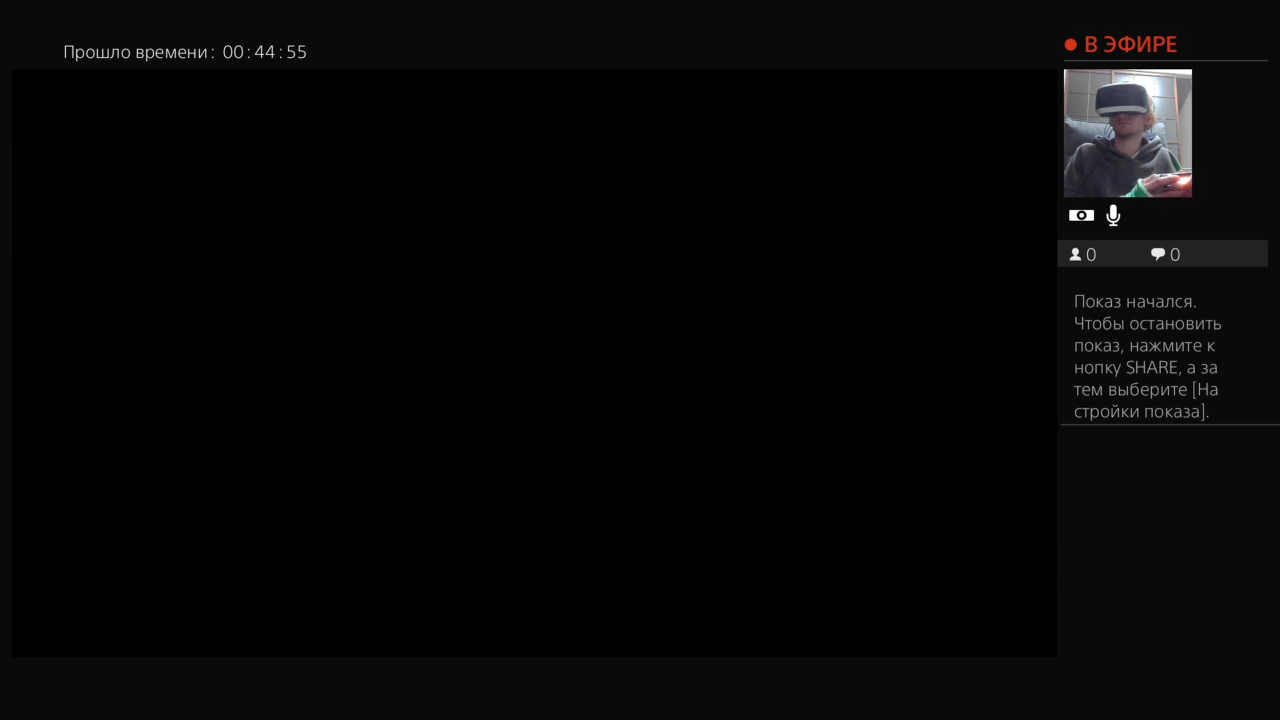 Прошло времени: 00:44:55
В ЭФИРЕ
0 0
Показ начался.
Чтобы остановить
показ, нажмите к
нопку SHARE, а за
тем выберите [На
стройки показа].